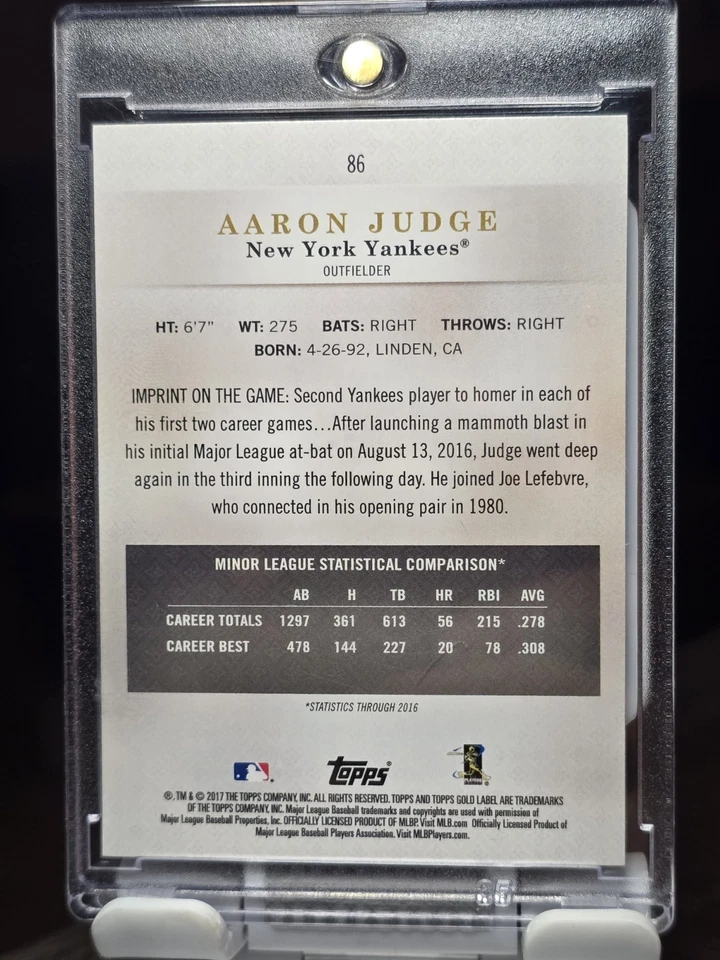 86
AARON JUDGE
New York Yankees®
OUTFIELDER
HT: 6'7" WT: 275 BATS: RIGHT THROWS: RIGHT
BORN: 4-26-92, LINDEN, CA
IMPRINT ON THE GAME: Second Yankees player to homer in each of
his first two career games...After launching a mammoth blast in
his initial Major League at-bat on August 13, 2016, Judge went deep
again in the third inning the following day. He joined Joe Lefebvre,
who connected in his opening pair in 1980.
MINOR LEAGUE STATISTICAL COMPARISON*
AB H TB HR RBI AVG
CAREER TOTALS 1297 361 613 56 215 .278
CAREER BEST 478 144 227 20 78 .308
*STATISTICS THROUGH 2016
topps
®, TM & © 2017 THE TOPPS COMPANY, INC. ALL RIGHTS RESERVED. TOPPS AND TOPPS GOLD LABEL ARE TRADEMARKS
OF THE TOPPS COMPANY, INC. Major League Baseball trademarks and copyrights are used with permission of
Major League Baseball Properties, Inc. OFFICIALLY LICENSED PRODUCT OF MLBP. Visit MLB.com Officially Licensed Product of
Major League Baseball Players Association. Visit MLBPlayers.com.